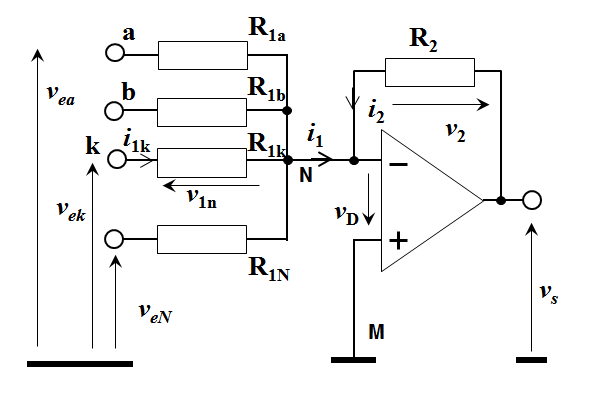 a
R1a
vea
b
R1b
R2
k
i1k
R1k
i1
i2
v2
N
−
v1n
vek
vD
+
R1N
vs
veN
M